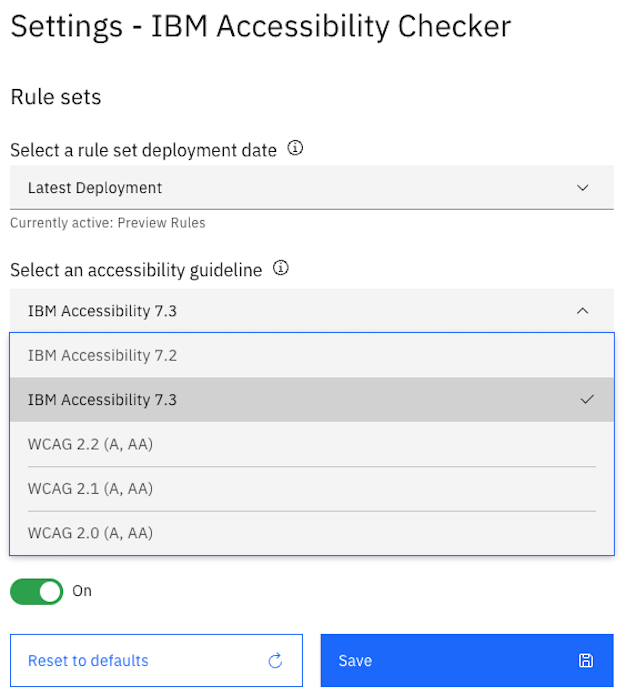 Settings - IBM Accessibility Checker
Rule sets
Select a rule set deployment date
Latest Deployment
Currently active: Preview Rules
Select an accessibility guideline
IBM Accessibility 7.3
IBM Accessibility 7.2
IBM Accessibility 7.3
WCAG 2.2 (A, AA)
WCAG 2.1 (A, AA)
WCAG 2.0 (A, AA)
On
Reset to defaults
Save